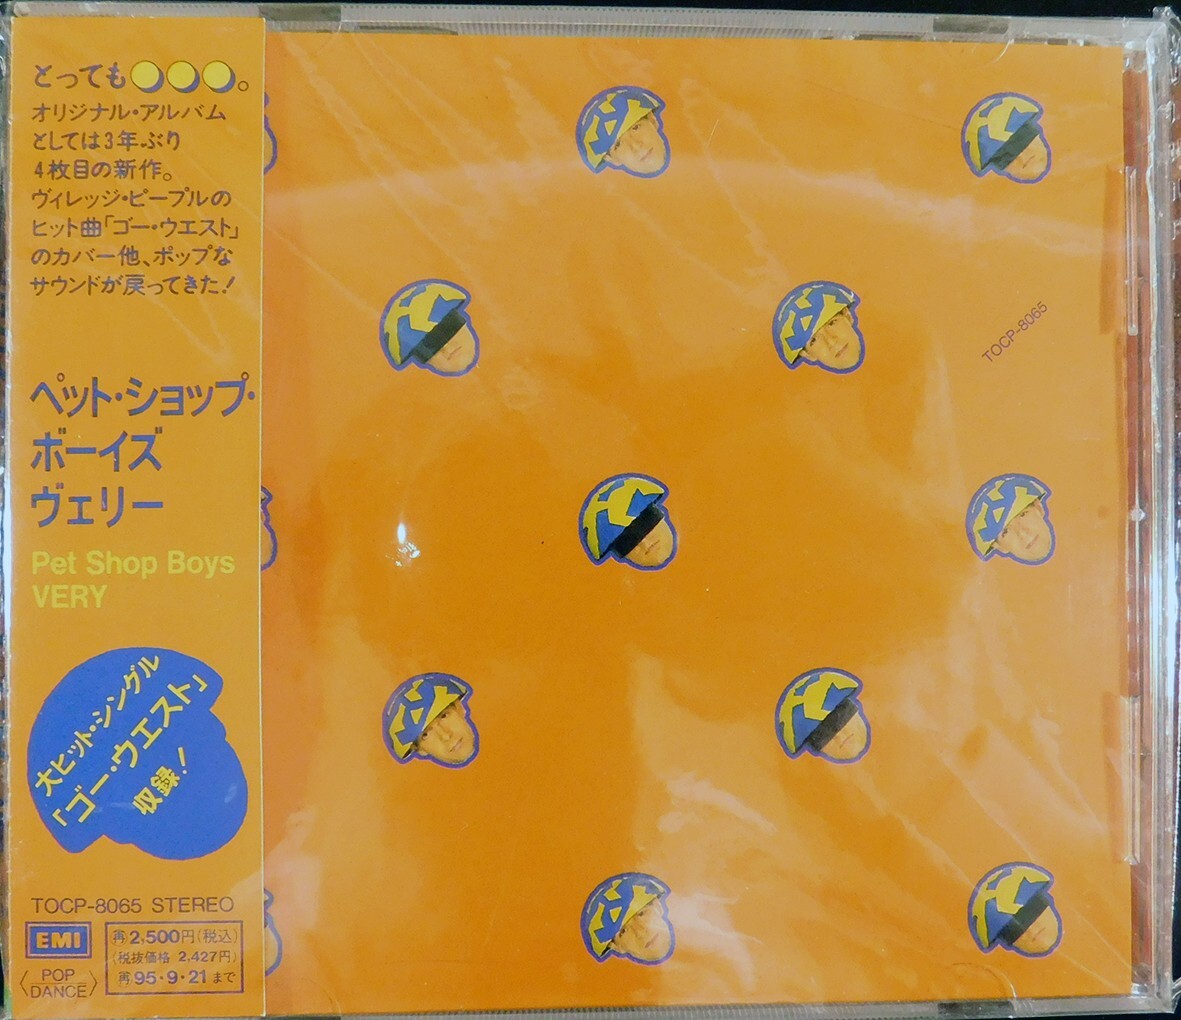 とっても●●●。
オリジナル・アルバム
としては3年ぶり
4枚目の新作。
ヴィレッジ・ピープルの
ヒット曲「ゴー・ウエスト」
のカバー他、ポップな
サウンドが戻ってきた!
ペット・ショップ・
ボーイズ
ヴェリー
Pet Shop Boys
VERY
大ヒット・シングル
「ゴー・ウエスト」
収録!
TOCP-8065 STEREO
EMI
〈POP
DANCE〉
再2,500円(税込)
(税抜価格 2,427円)
再95・9・21まで
TOCP-8065